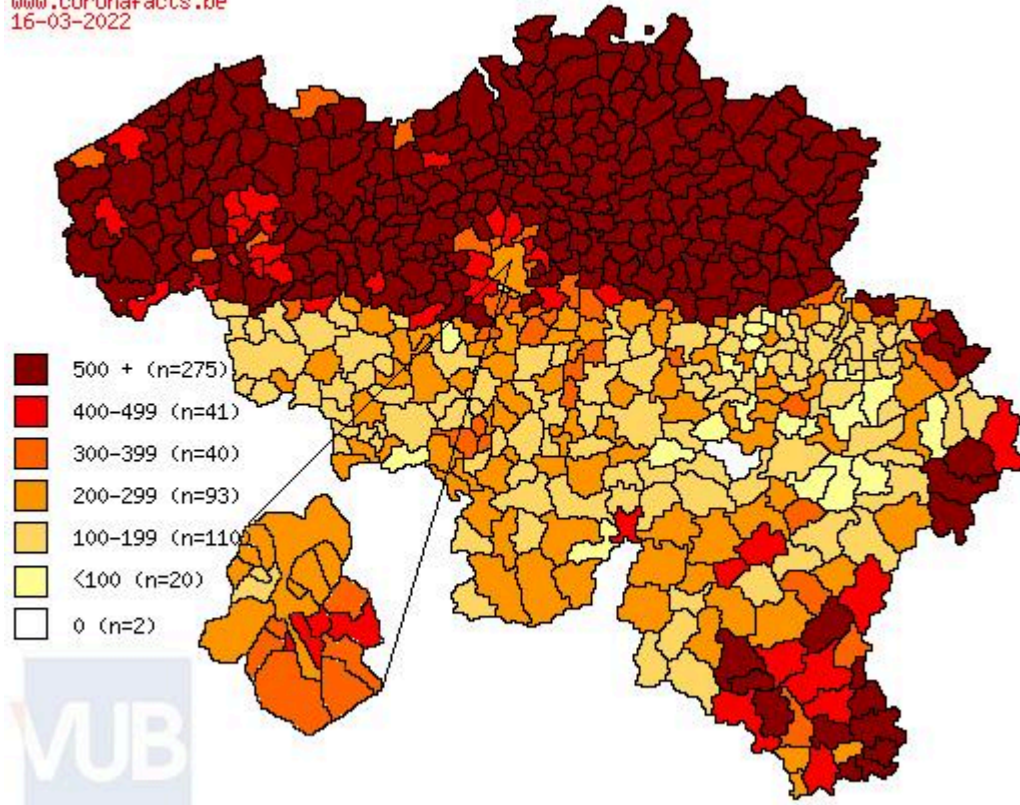 www.coronafacts.be
16-03-2022
500 + (n=275)
400-499 (n=41)
300-399 (n=40)
200-299 (n=93)
100-199 (n=110)
<100 (n=20)
0 (n=2)
VUB